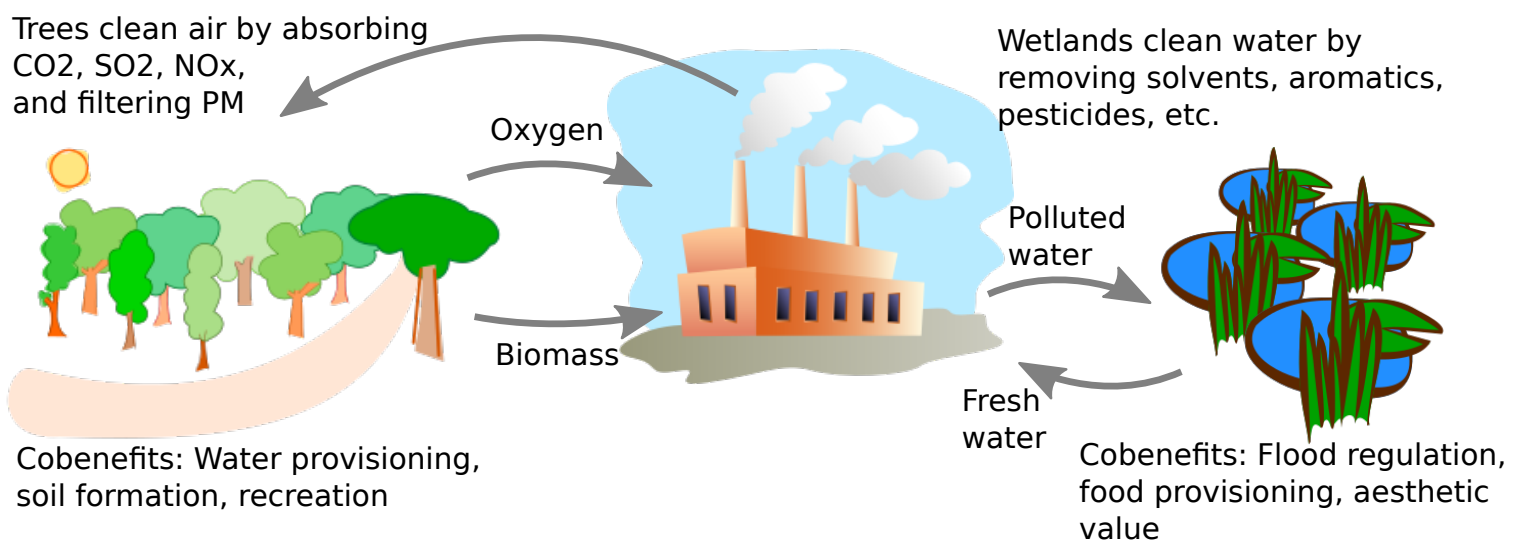 Trees clean air by absorbing
CO2, SO2, NOx,
and filtering PM
Wetlands clean water by
removing solvents, aromatics,
pesticides, etc.
Oxygen
Biomass
Polluted
water
Fresh
water
Cobenefits: Water provisioning,
soil formation, recreation
Cobenefits: Flood regulation,
food provisioning, aesthetic
value